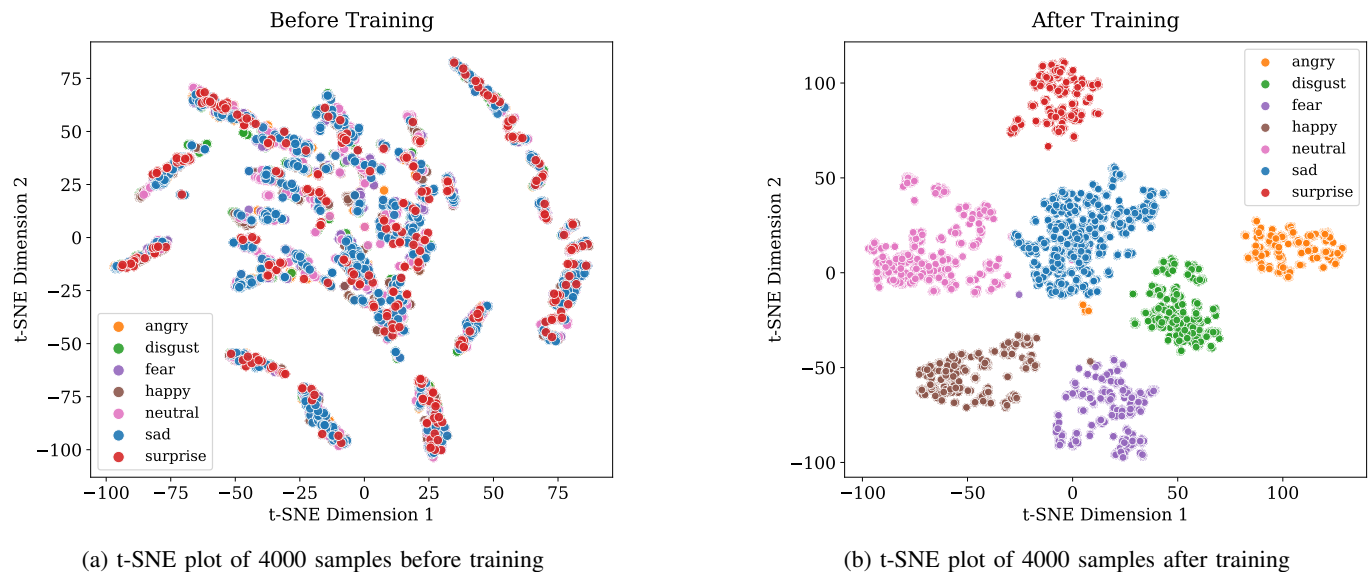 Before Training
t-SNE Dimension 2
75
50
25
0
−25
−50
−75
−100
angry
disgust
fear
happy
neutral
sad
surprise
−100 −75 −50 −25 0 25 50 75
t-SNE Dimension 1
(a) t-SNE plot of 4000 samples before training
After Training
t-SNE Dimension 2
100
50
0
−50
−100
angry
disgust
fear
happy
neutral
sad
surprise
−100 −50 0 50 100
t-SNE Dimension 1
(b) t-SNE plot of 4000 samples after training